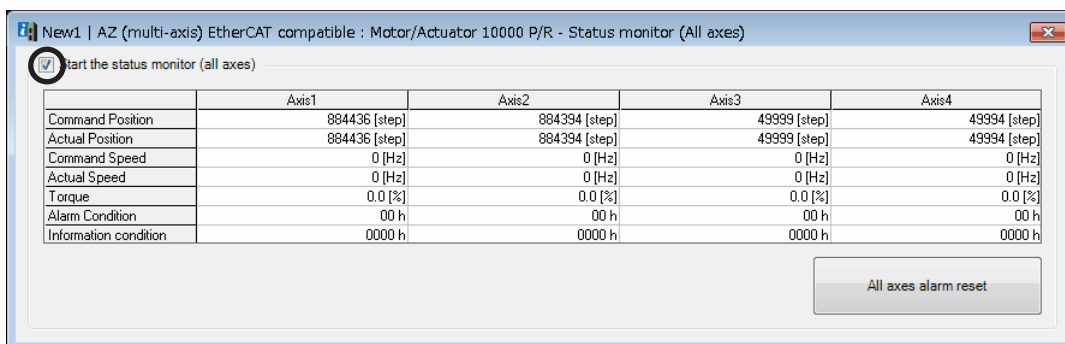 New1 | AZ (multi-axis) EtherCAT compatible : Motor/Actuator 10000 P/R - Status monitor (All axes)
Start the status monitor (all axes)
Axis1 Axis2 Axis3 Axis4
Command Position 884436 [step] 884394 [step] 49999 [step] 49994 [step]
Actual Position 884436 [step] 884394 [step] 49999 [step] 49994 [step]
Command Speed 0 [Hz] 0 [Hz] 0 [Hz] 0 [Hz]
Actual Speed 0 [Hz] 0 [Hz] 0 [Hz] 0 [Hz]
Torque 0.0 [%] 0.0 [%] 0.0 [%] 0.0 [%]
Alarm Condition 00 h 00 h 00 h 00 h
Information condition 0000 h 0000 h 0000 h 0000 h
All axes alarm reset